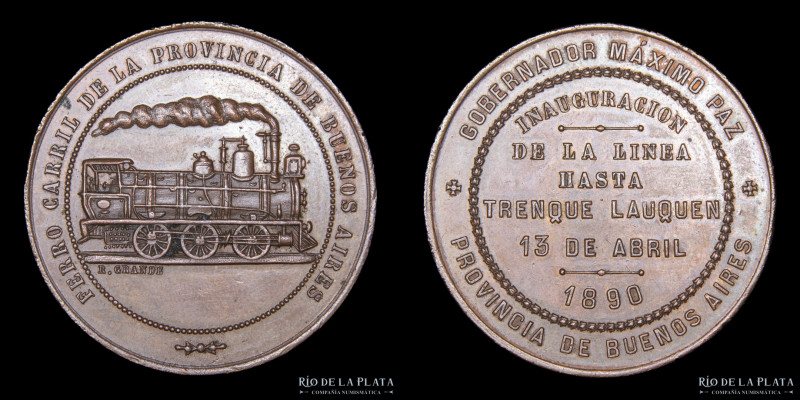 FERRO CARRIL DE LA PROVINCIA DE BUENOS AIRES
R. GRANDE
GOBERNADOR MÁXIMO PAZ
INAUGURACION
DE LA LINEA
HASTA
TRENQUE LAUQUEN
13 DE ABRIL
1890
PROVINCIA DE BUENOS AIRES
RÍO DE LA PLATA
COMPAÑÍA NUMISMÁTICA
RÍO DE LA PLATA
COMPAÑÍA NUMISMÁTICA